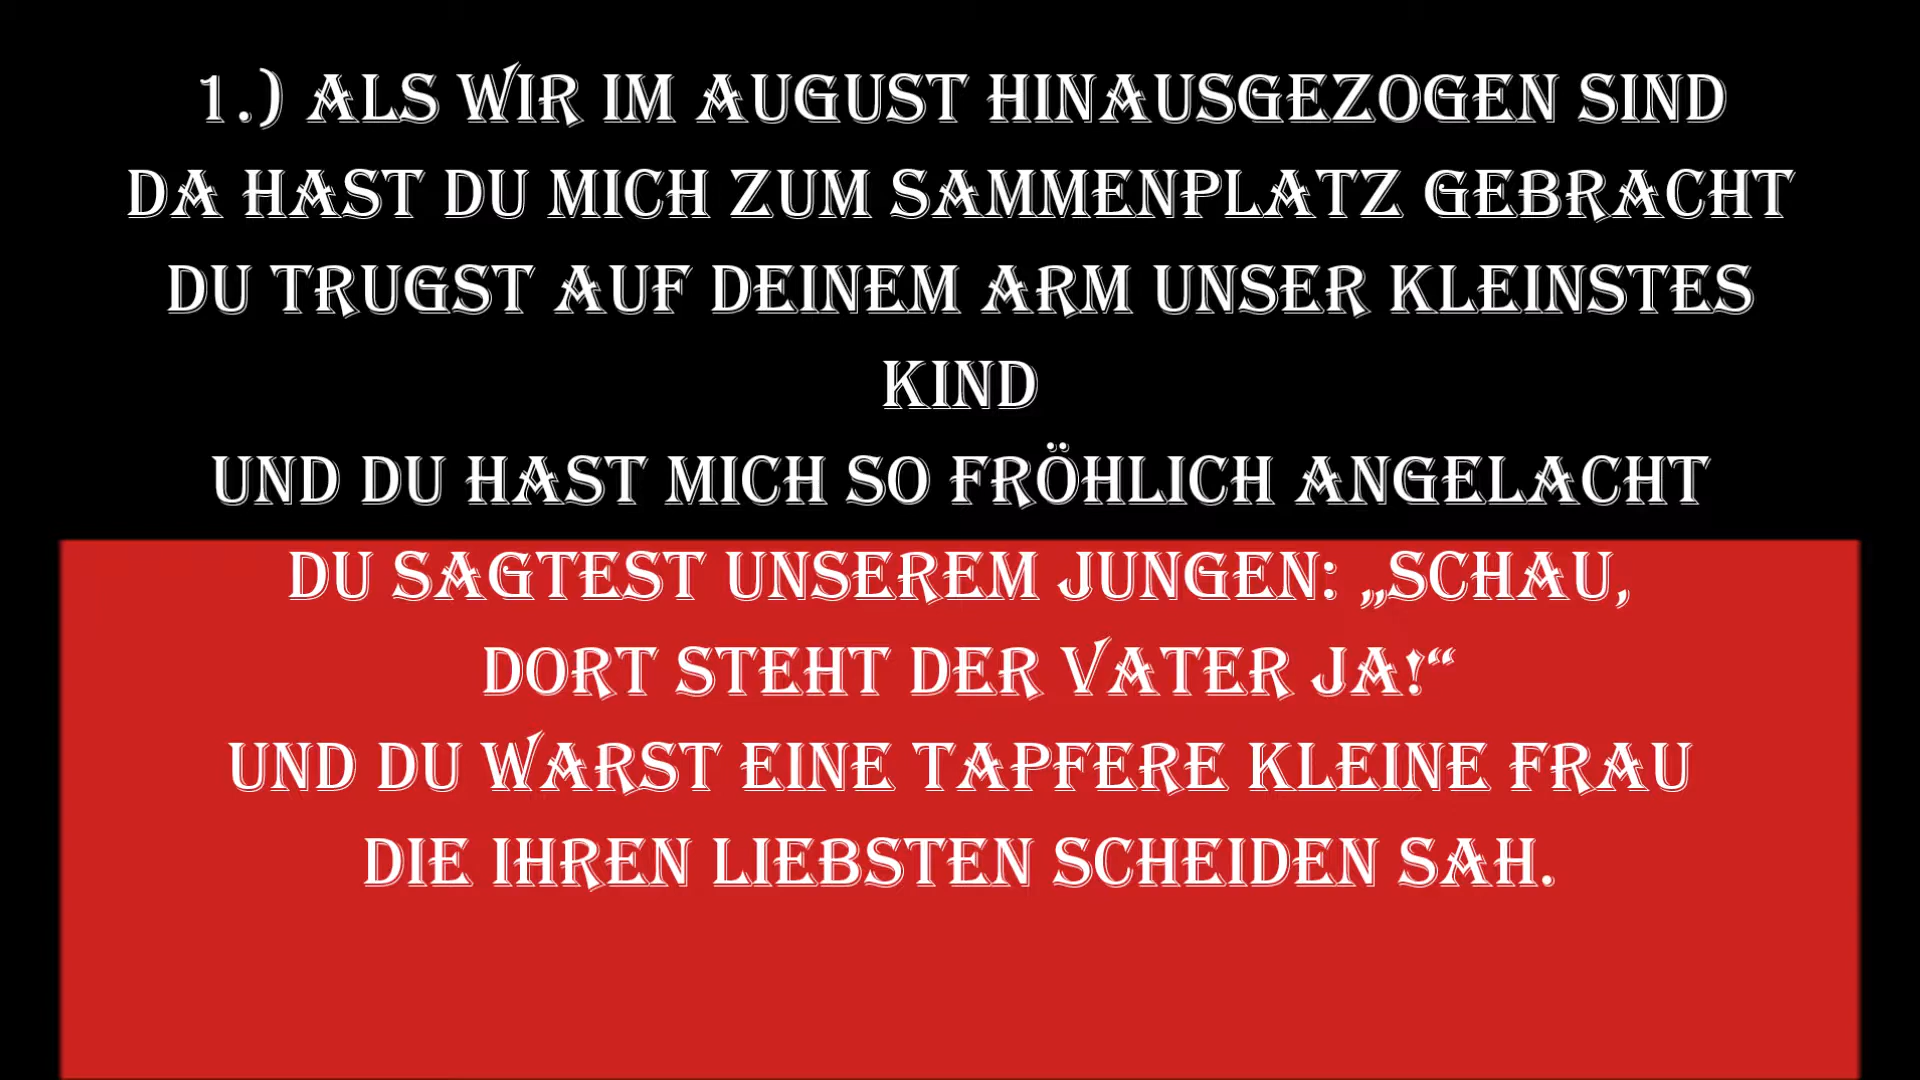 1.) ALS WIR IM AUGUST HINAUSGEZOGEN SIND
DA HAST DU MICH ZUM SAMMENPLATZ GEBRACHT
DU TRUGST AUF DEINEM ARM UNSER KLEINSTES
KIND
UND DU HAST MICH SO FRÖHLICH ANGELACHT
DU SAGTEST UNSEREM JUNGEN: „SCHAU,
DORT STEHT DER VATER JA!“
UND DU WARST EINE TAPFERE KLEINE FRAU
DIE IHREN LIEBSTEN SCHEIDEN SAH.